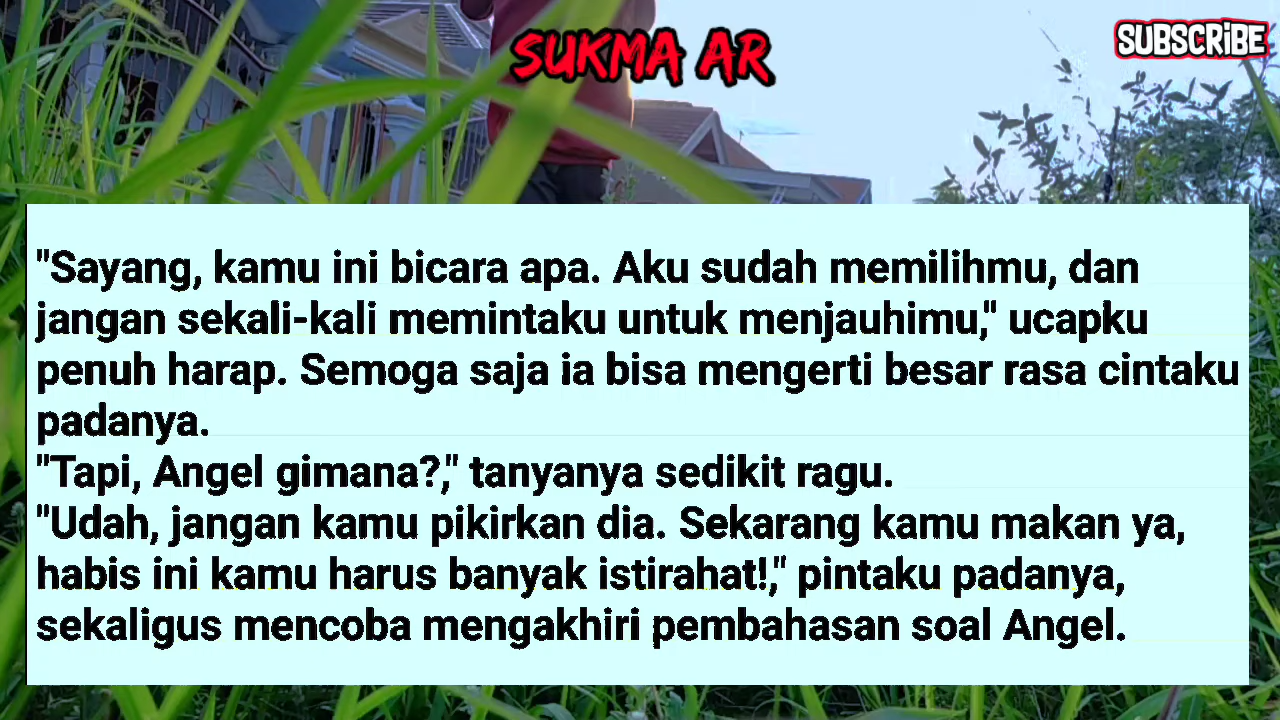 SUKMA AR
SUBSCRiBE
"Sayang, kamu ini bicara apa. Aku sudah memilihmu, dan
jangan sekali-kali memintaku untuk menjauhimu," ucapku
penuh harap. Semoga saja ia bisa mengerti besar rasa cintaku
padanya.
"Tapi, Angel gimana?," tanyanya sedikit ragu.
"Udah, jangan kamu pikirkan dia. Sekarang kamu makan ya,
habis ini kamu harus banyak istirahat!," pintaku padanya,
sekaligus mencoba mengakhiri pembahasan soal Angel.